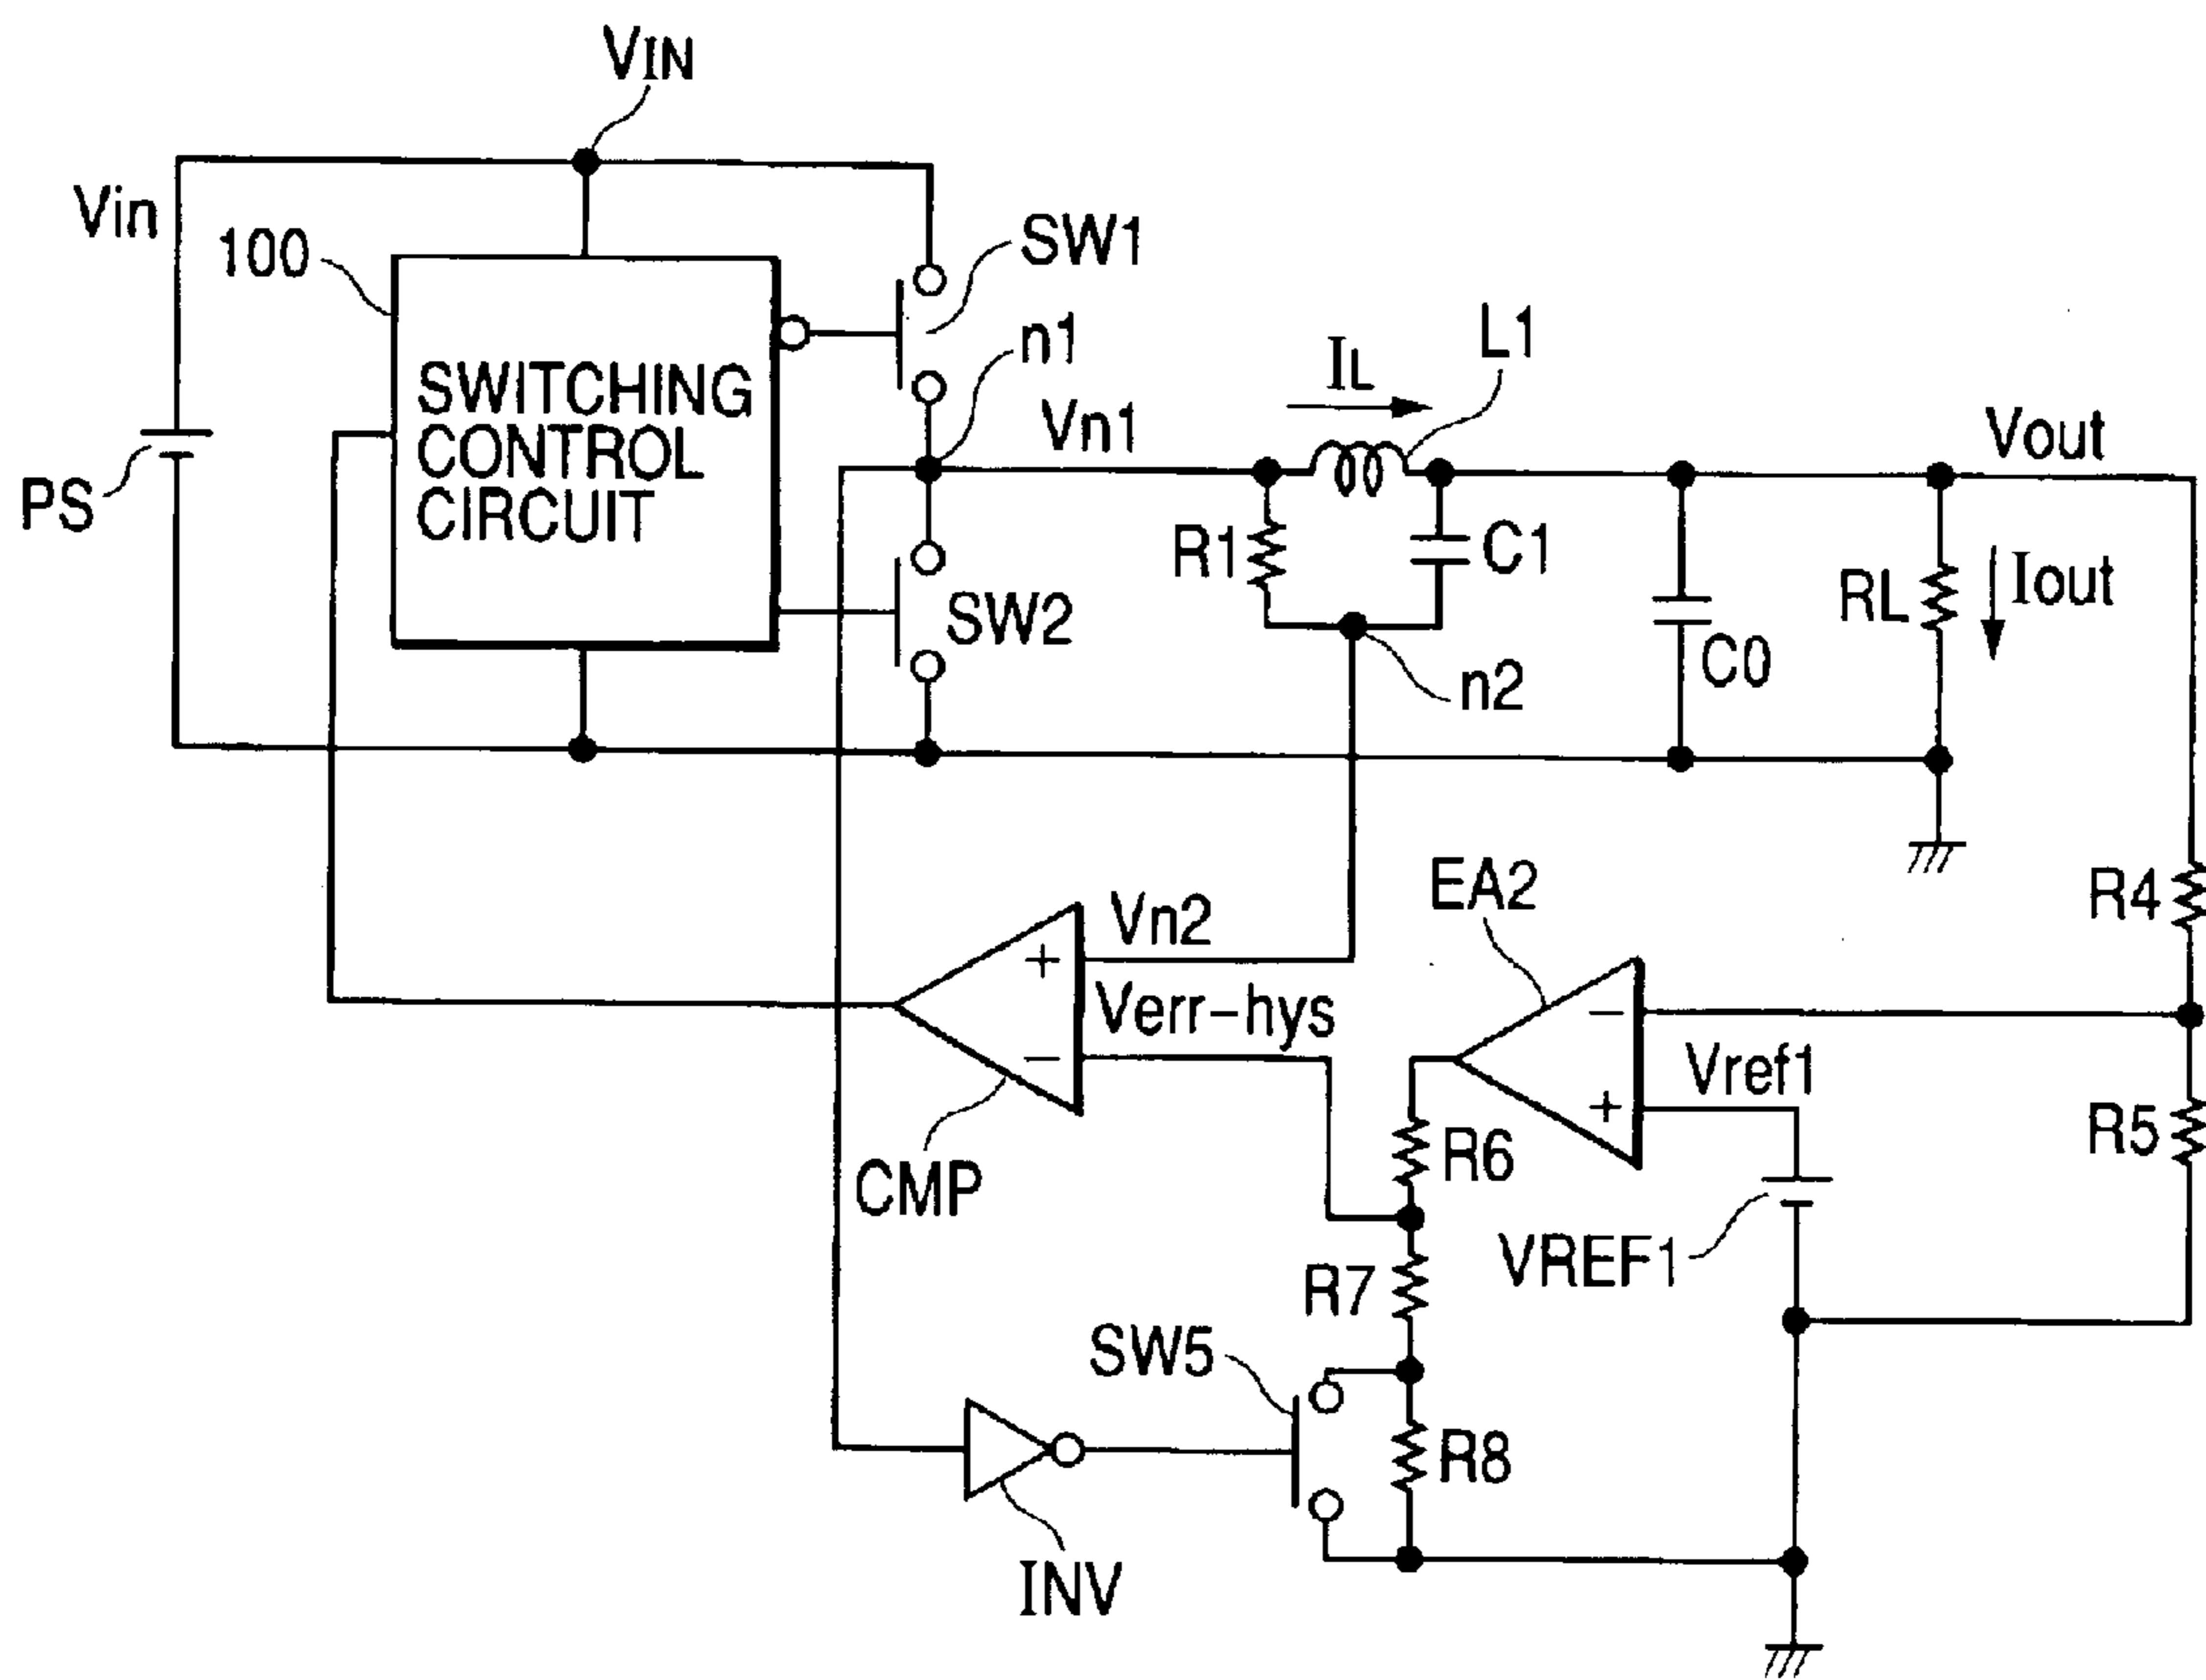 VIN
Vin
100
SW1
n1
L1
IL
Vn1
Vout
SWITCHING
CONTROL
CIRCUIT
PS
R1
C1
RL
Iout
SW2
C0
n2
EA2
R4
Vn2
+
Verr-hys
−
−
Vref1
+
R5
CMP
R6
VREF1
R7
SW5
R8
INV